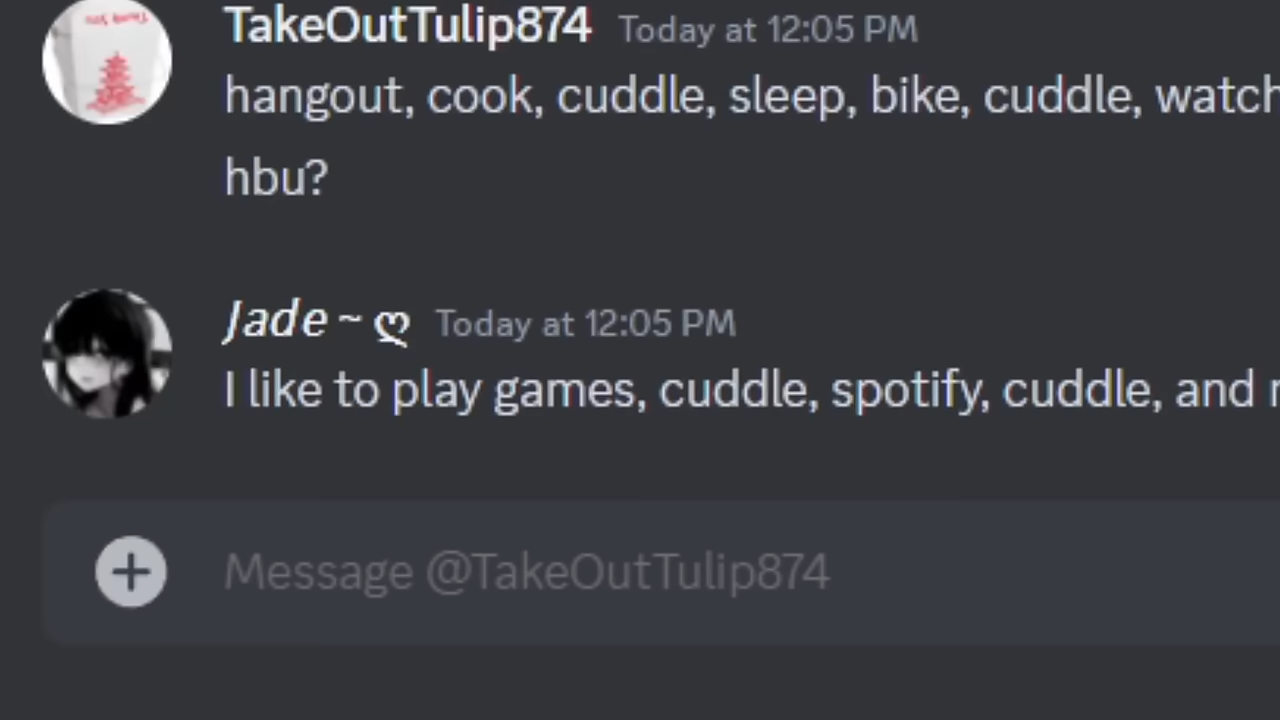 TakeOutTulip874 Today at 12:05 PM
hangout, cook, cuddle, sleep, bike, cuddle, watch
hbu?
Jade ~ ღ Today at 12:05 PM
I like to play games, cuddle, spotify, cuddle, and
Message @TakeOutTulip874